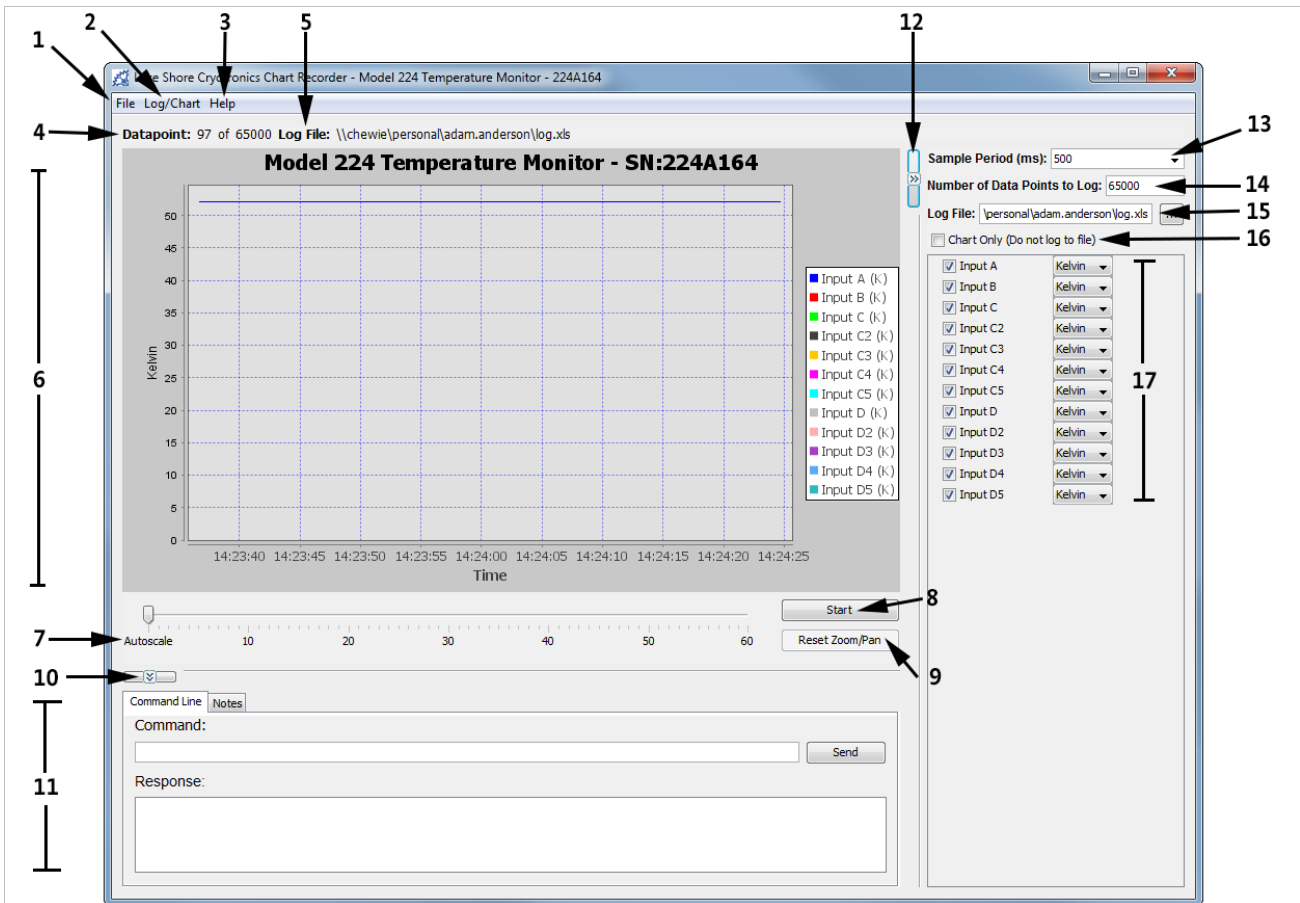 2 3 5 12
1
Lake Shore Cryotronics Chart Recorder - Model 224 Temperature Monitor - 224A164
File Log/Chart Help
4
Datapoint: 97 of 65000 Log File: \\chewie\personal\adam.anderson\log.xls
13
Model 224 Temperature Monitor - SN:224A164
Sample Period (ms): 500
Number of Data Points to Log: 65000
14
Log File: \personal\adam.anderson\log.xls
15
Chart Only (Do not log to file)
16
50
45
40
35
30
25
20
15
10
5
0
Kelvin
6
Input A (K)
Input B (K)
Input C (K)
Input C2 (K)
Input C3 (K)
Input C4 (K)
Input C5 (K)
Input D (K)
Input D2 (K)
Input D3 (K)
Input D4 (K)
Input D5 (K)
14:23:40 14:23:45 14:23:50 14:23:55 14:24:00 14:24:05 14:24:10 14:24:15 14:24:20 14:24:25
Time
Input A Kelvin
Input B Kelvin
Input C Kelvin
Input C2 Kelvin
Input C3 Kelvin
Input C4 Kelvin
Input C5 Kelvin
Input D Kelvin
Input D2 Kelvin
Input D3 Kelvin
Input D4 Kelvin
Input D5 Kelvin
17
Start
8
7
Autoscale 10 20 30 40 50 60
Reset Zoom/Pan
9
10
Command Line Notes
Command:
Send
11
Response: